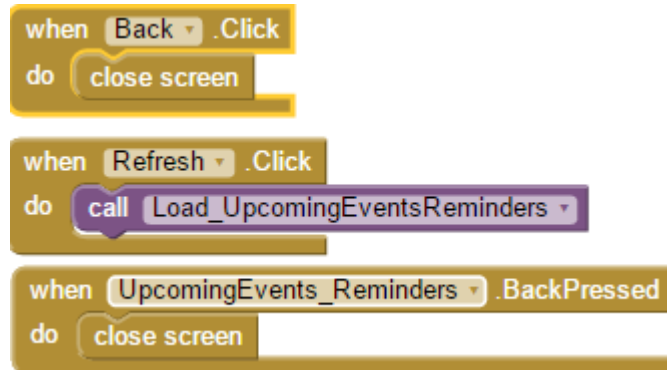 when Back .Click
do close screen
when Refresh .Click
do call Load_UpcomingEventsReminders
when UpcomingEvents_Reminders .BackPressed
do close screen